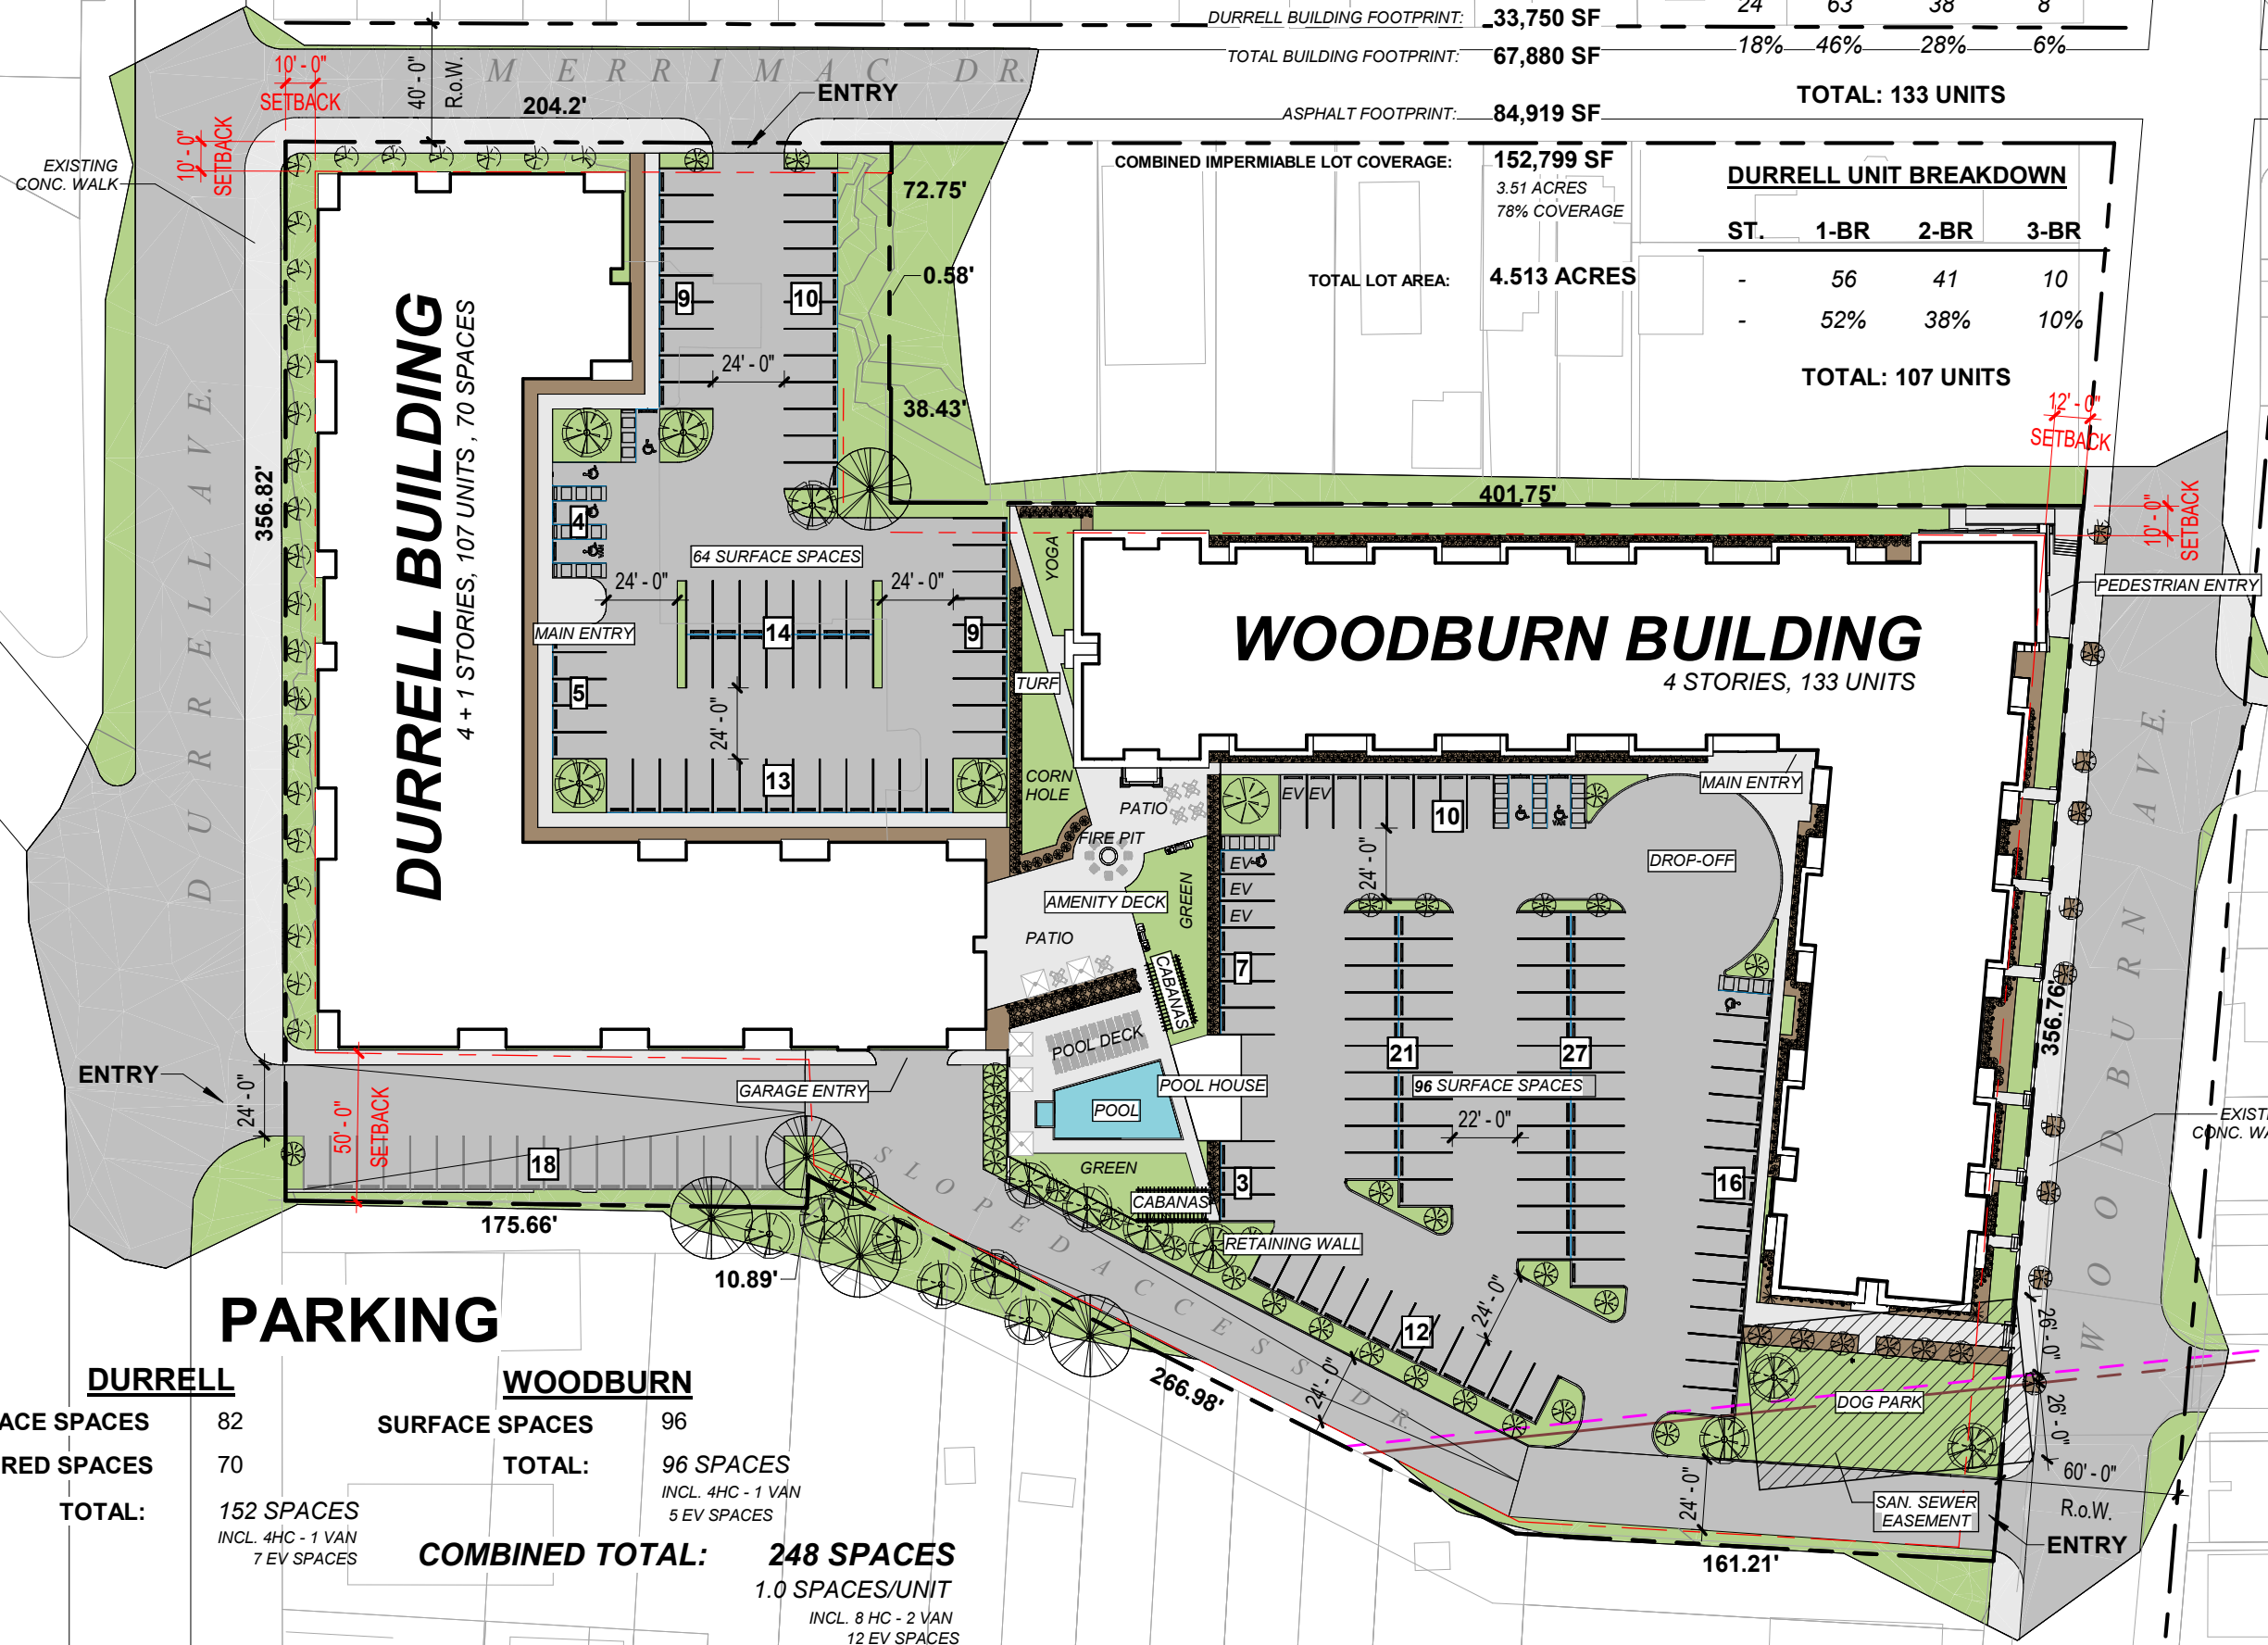 DURRELL BUILDING FOOTPRINT: 33,750 SF
24 63 38 8
TOTAL BUILDING FOOTPRINT: 67,880 SF
18% 46% 28% 6%
TOTAL: 133 UNITS
ASPHALT FOOTPRINT: 84,919 SF
COMBINED IMPERMIABLE LOT COVERAGE: 152,799 SF
3.51 ACRES
78% COVERAGE
TOTAL LOT AREA: 4.513 ACRES
DURRELL UNIT BREAKDOWN
ST. 1-BR 2-BR 3-BR
- 56 41 10
- 52% 38% 10%
TOTAL: 107 UNITS
MERRIMAC DR.
10' - 0"
SETBACK
40' - 0"
R.o.W.
204.2'
ENTRY
10' - 0"
SETBACK
EXISTING
CONC. WALK
72.75'
0.58'
38.43'
9
10
24' - 0"
DURRELL AVE.
356.82'
DURRELL BUILDING
4 + 1 STORIES, 107 UNITS , 70 SPACES
4
VAN
64 SURFACE SPACES
24' - 0"
24' - 0"
MAIN ENTRY
14
9
5
24' - 0"
13
401.75'
12' - 0"
SETBACK
10' - 0"
SETBACK
PEDESTRIAN ENTRY
YOGA
TURF
CORN
HOLE
WOODBURN BUILDING
4 STORIES, 133 UNITS
MAIN ENTRY
PATIO
FIRE PIT
EV EV
10
VAN
DROP-OFF
24' - 0"
EV
EV
EV
AMENITY DECK
GREEN
PATIO
CABANAS
7
POOL DECK
POOL HOUSE
POOL
GREEN
CABANAS
3
21
27
96 SURFACE SPACES
22' - 0"
16
356.76'
WOODBURN AVE.
ENTRY
24' - 0"
50' - 0"
SETBACK
GARAGE ENTRY
18
175.66'
10.89'
SLOPED ACCESS DR.
RETAINING WALL
12
24' - 0"
24' - 0"
266.98'
EXIST
CONC. WA
26' - 0"
26' - 0"
DOG PARK
60' - 0"
R.o.W.
SAN. SEWER
EASEMENT
24' - 0"
ENTRY
161.21'
PARKING
DURRELL
ACE SPACES 82
RED SPACES 70
TOTAL: 152 SPACES
INCL. 4HC - 1 VAN
7 EV SPACES
WOODBURN
SURFACE SPACES 96
TOTAL: 96 SPACES
INCL. 4HC - 1 VAN
5 EV SPACES
COMBINED TOTAL: 248 SPACES
1.0 SPACES/UNIT
INCL. 8 HC - 2 VAN
12 EV SPACES